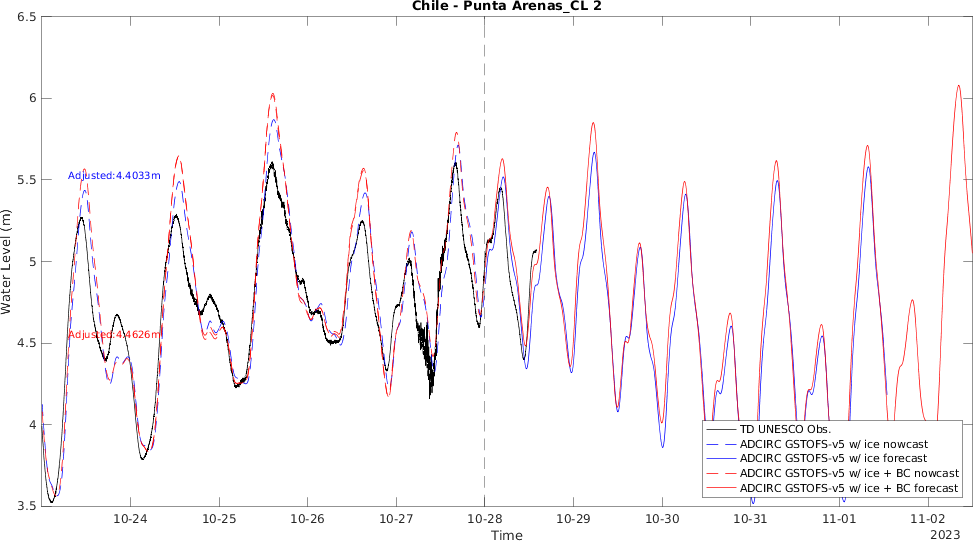 Chile - Punta Arenas_CL 2
6.5
6
5.5
5
4.5
4
3.5
Water Level (m)
Adjusted:4.4033m
Adjusted:4.4626m
TD UNESCO Obs.
ADCIRC GSTOFS-v5 w/ ice nowcast
ADCIRC GSTOFS-v5 w/ ice forecast
ADCIRC GSTOFS-v5 w/ ice + BC nowcast
ADCIRC GSTOFS-v5 w/ ice + BC forecast
10-24 10-25 10-26 10-27 10-28 10-29 10-30 10-31 11-01 11-02
Time
2023